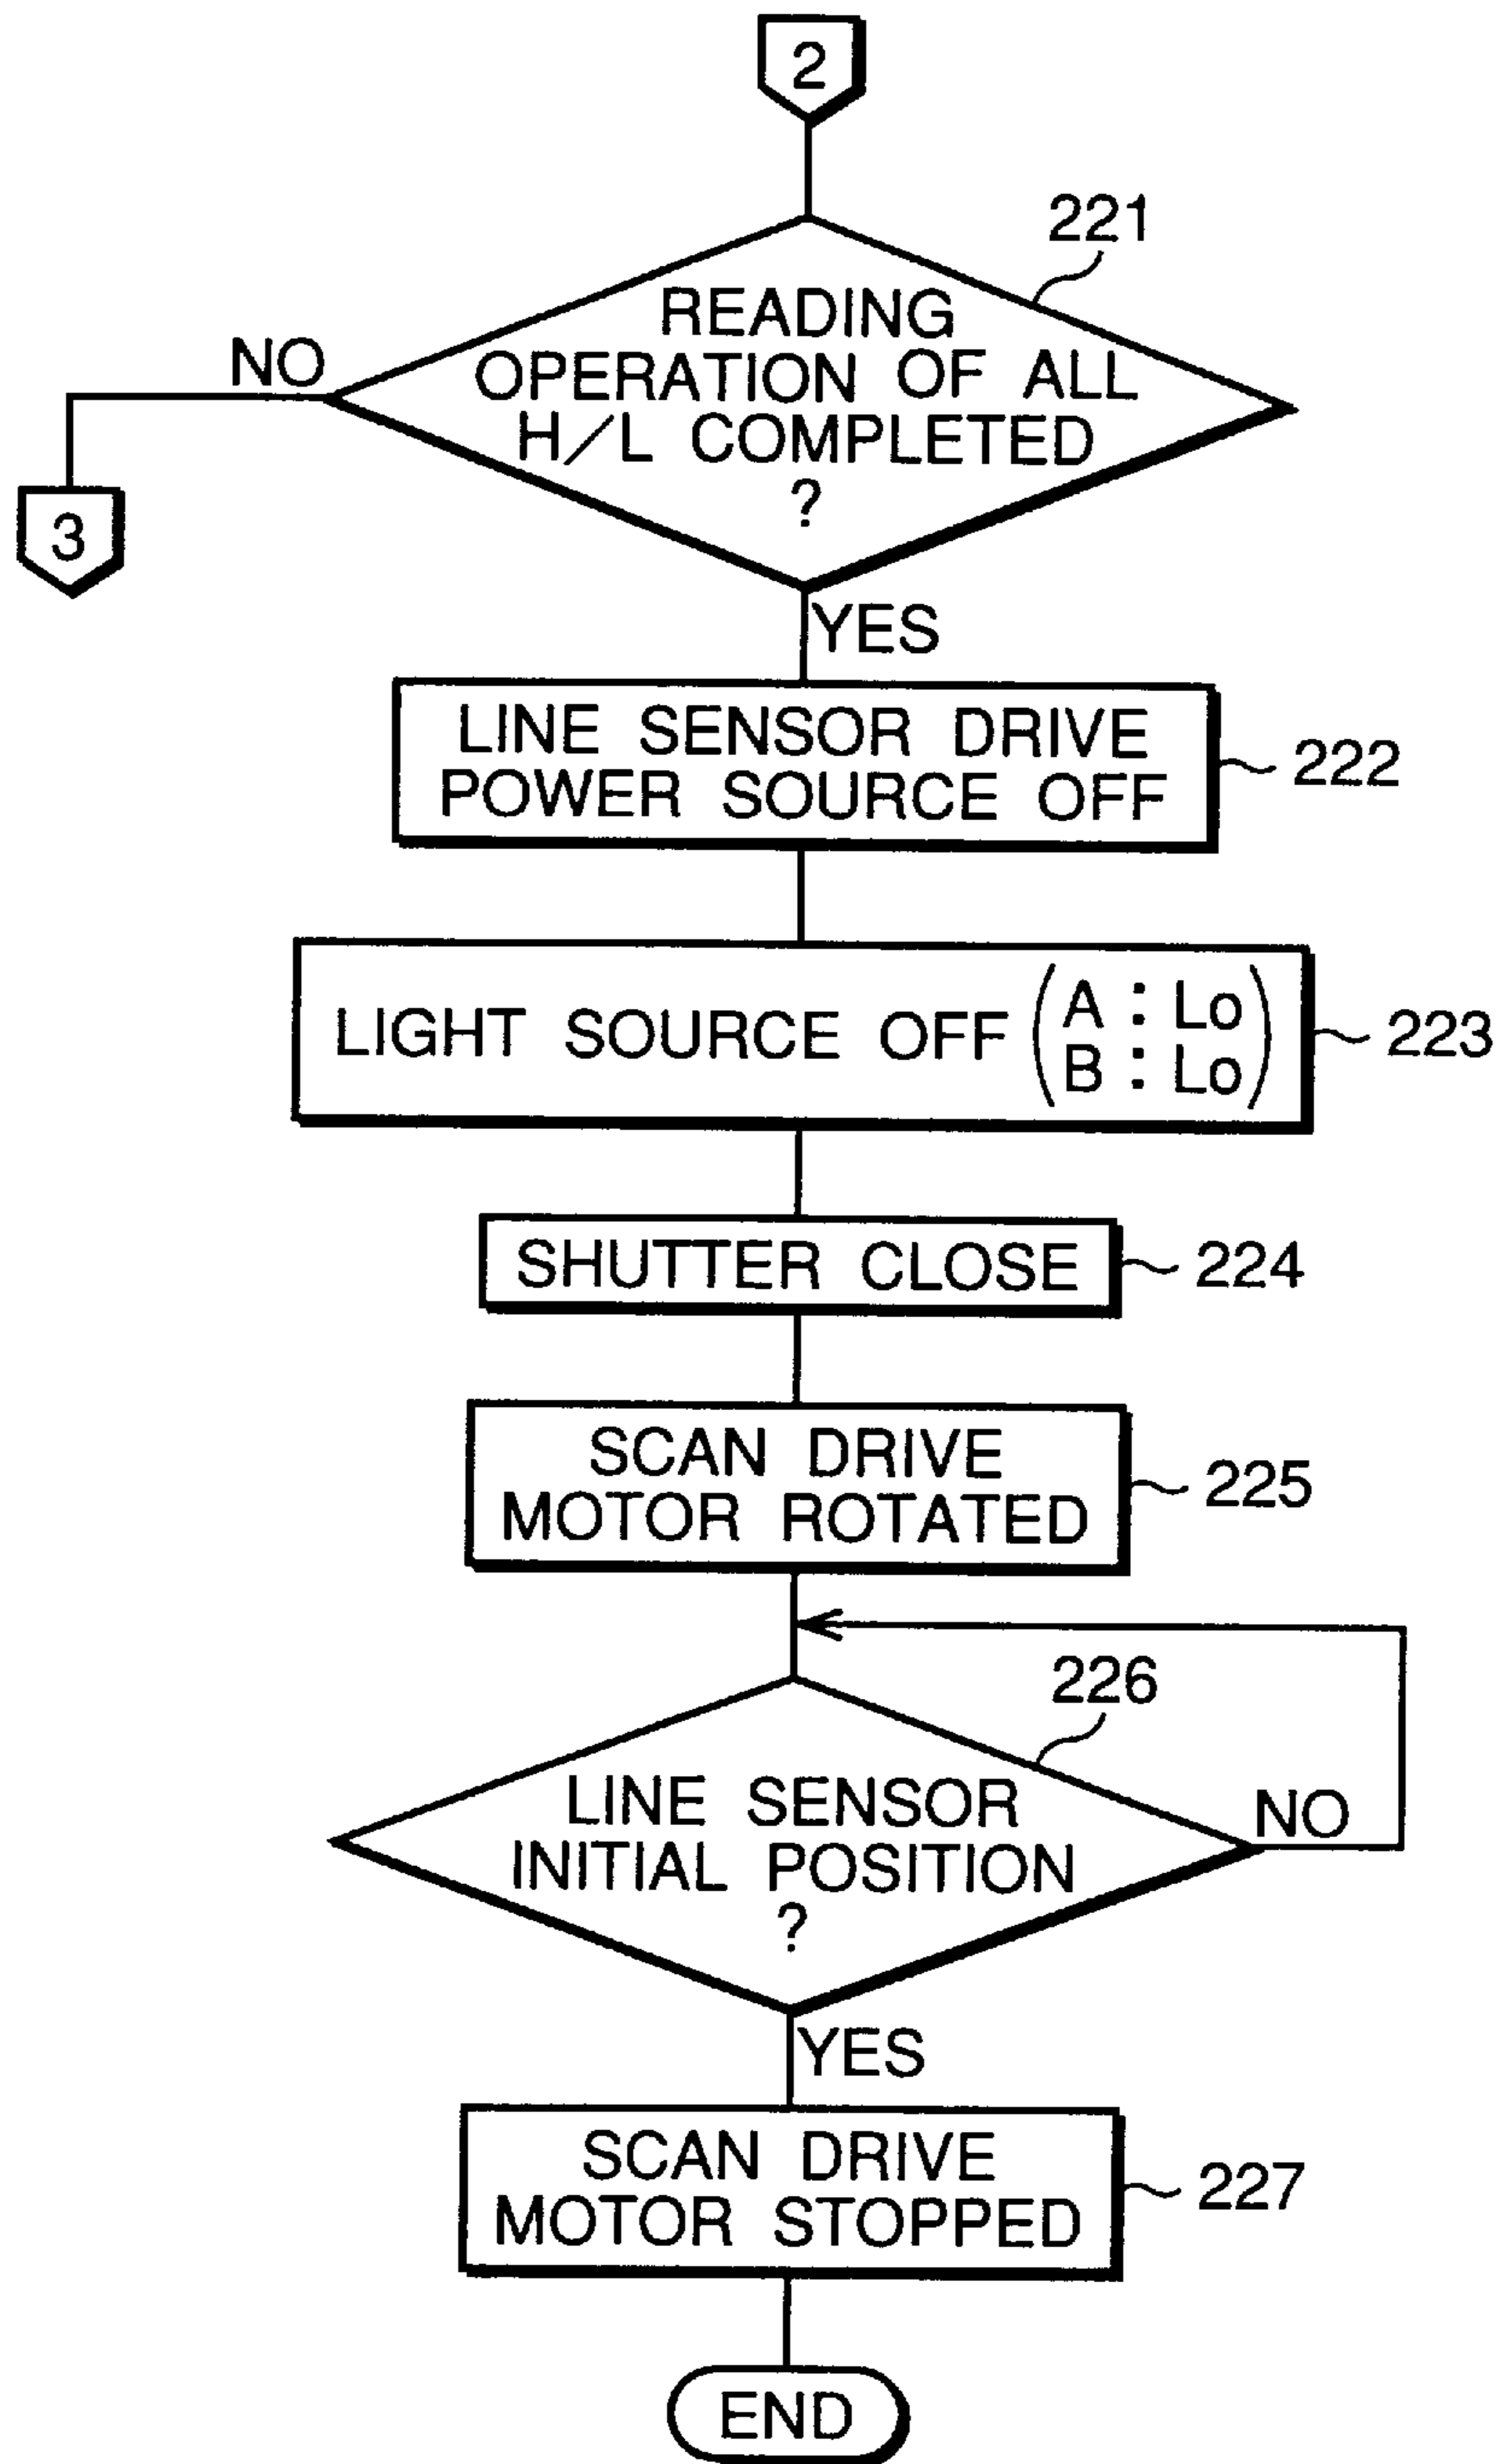 2
221
READING
OPERATION OF ALL
H/L COMPLETED
?
NO
3
YES
LINE SENSOR DRIVE
POWER SOURCE OFF
222
LIGHT SOURCE OFF (A : Lo
B : Lo)
223
SHUTTER CLOSE
224
SCAN DRIVE
MOTOR ROTATED
225
226
LINE SENSOR
INITIAL POSITION
?
NO
YES
SCAN DRIVE
MOTOR STOPPED
227
END